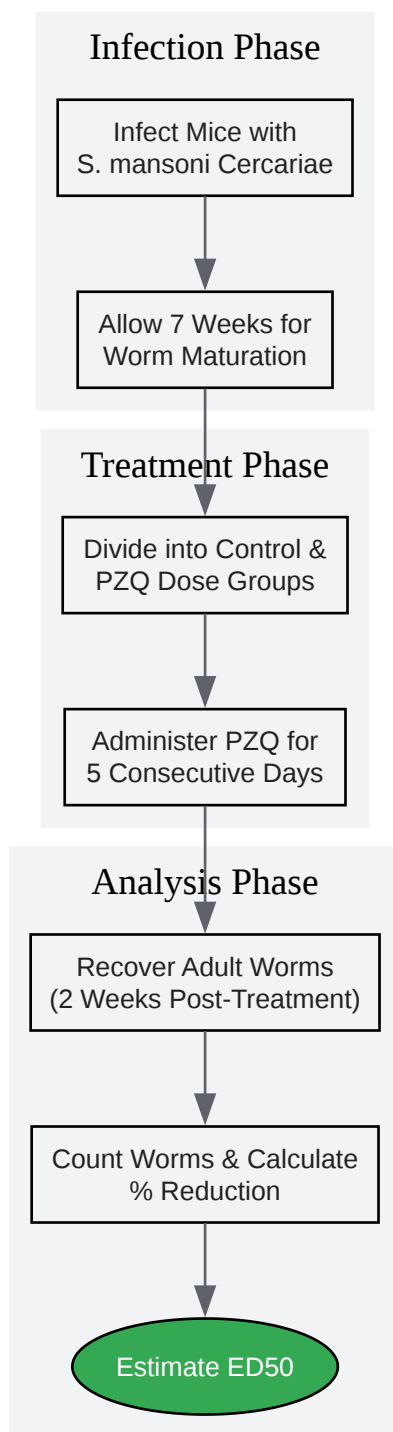 Infection Phase
Infect Mice with
S. mansoni Cercariae
Allow 7 Weeks for
Worm Maturation
Treatment Phase
Divide into Control &
PZQ Dose Groups
Administer PZQ for
5 Consecutive Days
Analysis Phase
Recover Adult Worms
(2 Weeks Post-Treatment)
Count Worms & Calculate
% Reduction
Estimate ED50